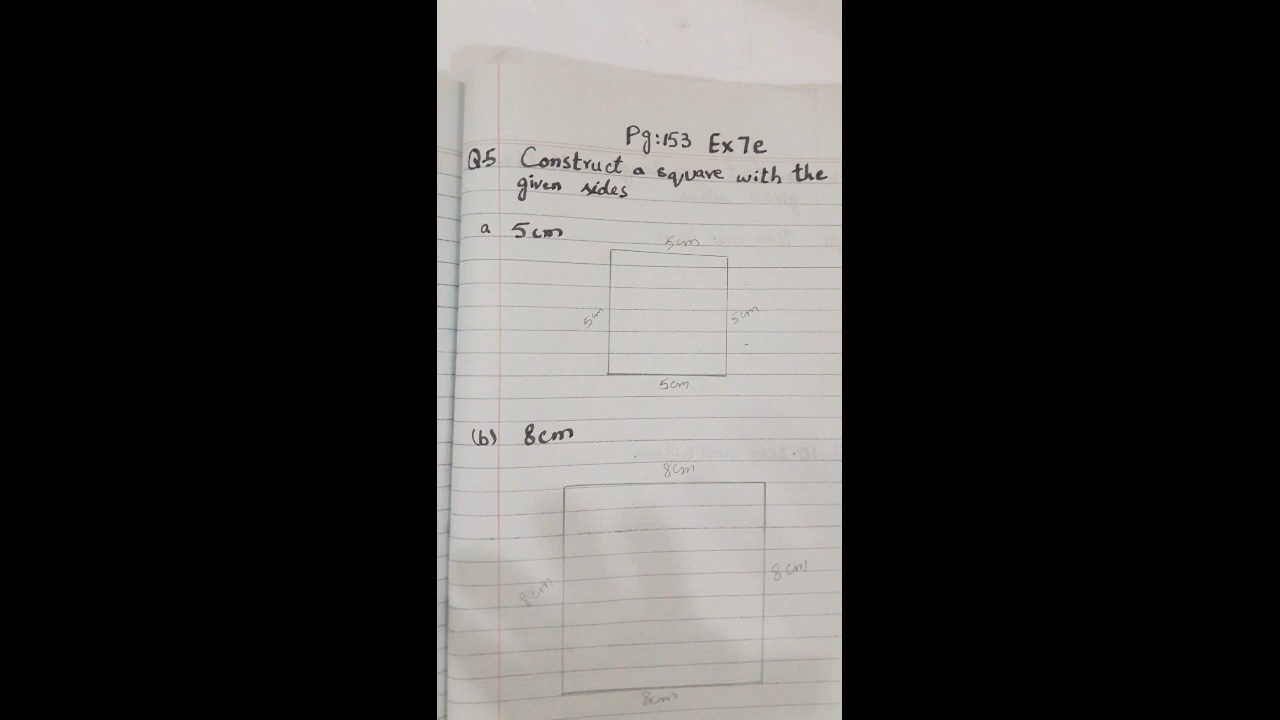 Pg:153 Ex 7e
Q.5 Construct a square with the
given sides
a 5cm
5cm
5cm
5cm
5cm
(b) 8cm
8cm
8cm
8cm
8cm